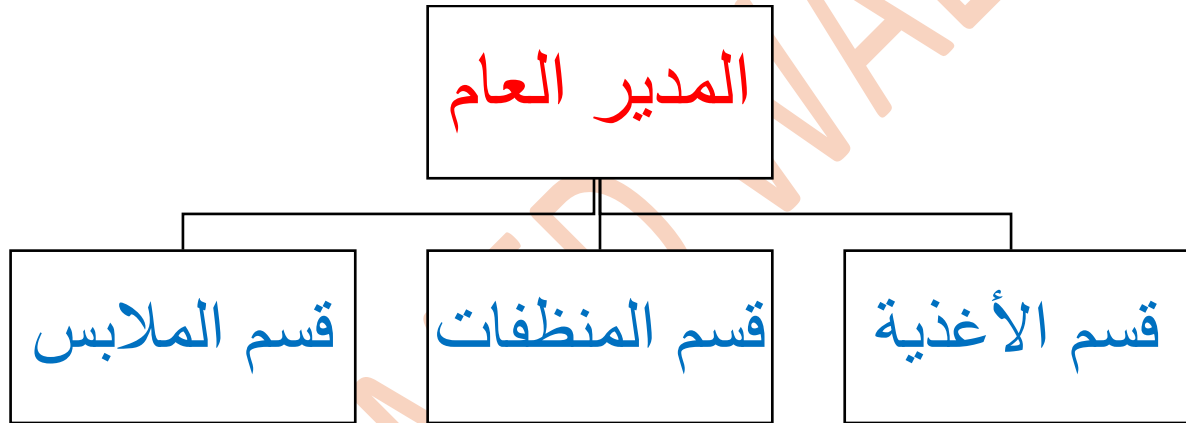 المدير العام
قسم الأغذية
قسم المنظفات
قسم الملابس